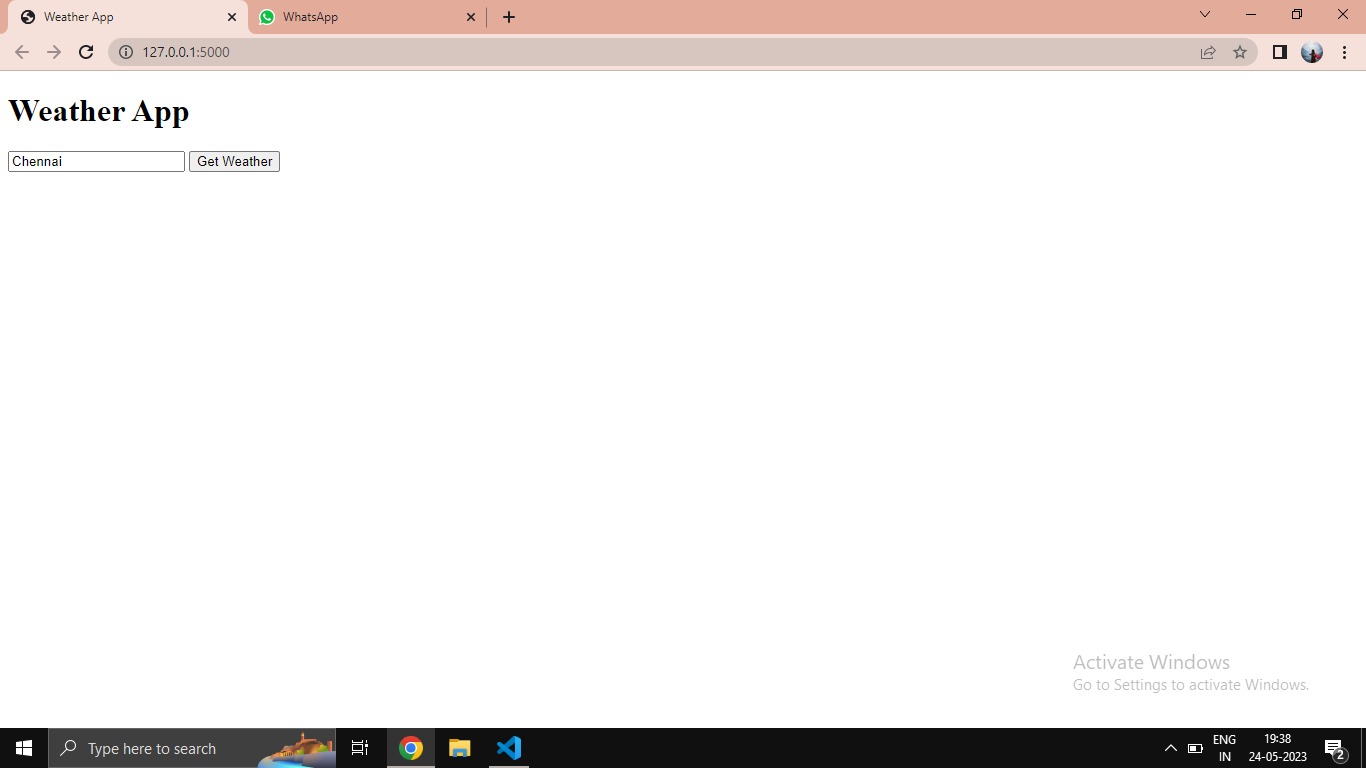 Weather App
WhatsApp
127.0.0.1:5000
Weather App
Chennai
Get Weather
Activate Windows
Go to Settings to activate Windows.
Type here to search
ENG
IN
19:38
24-05-2023
2